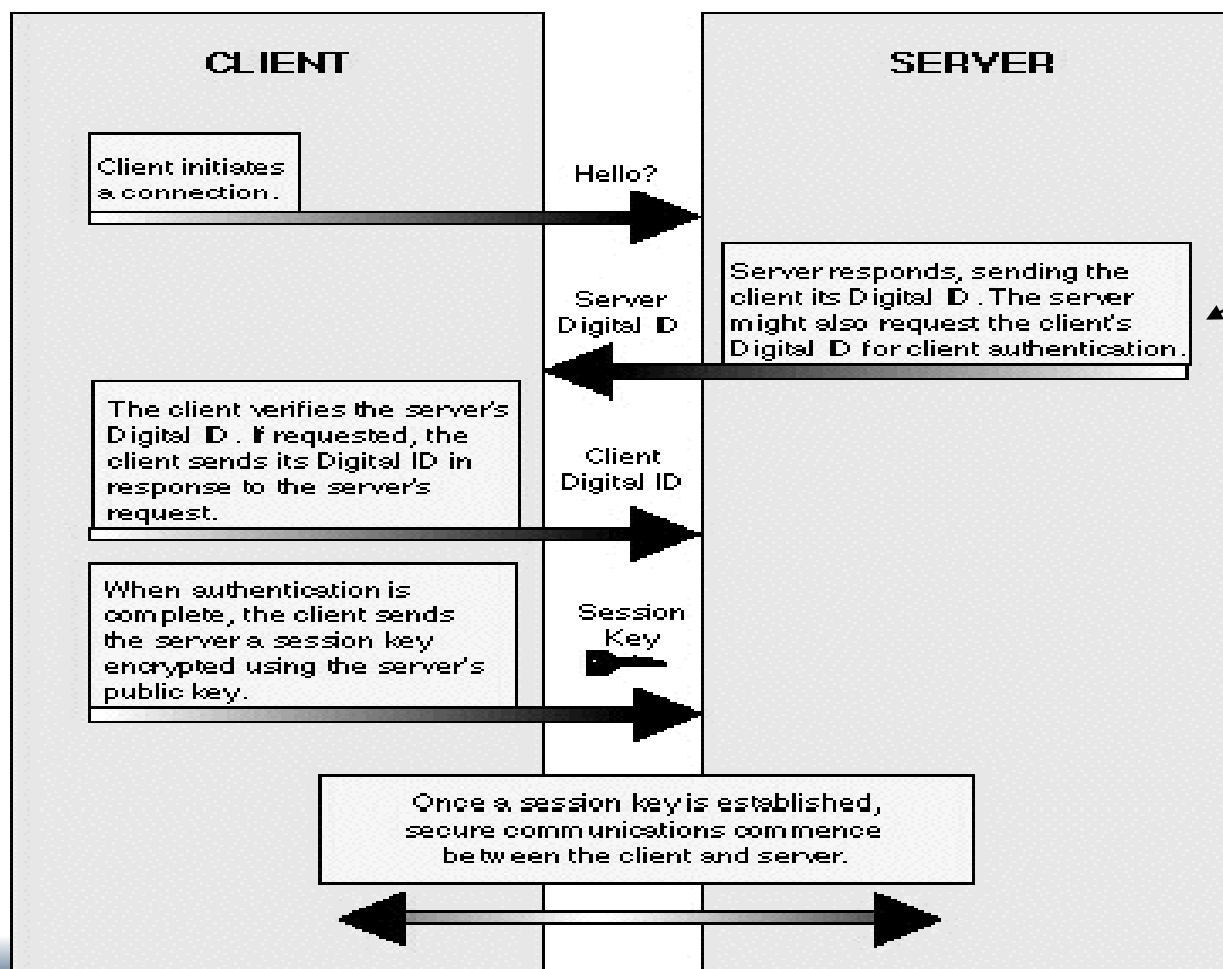 CLIENT
SERVER
Client initiates
a connection.
Hello?
Server responds, sending the
client its Digital ID. The server
might also request the client's
Digital ID for client authentication.
Server
Digital ID
The client verifies the server's
Digital ID. If requested, the
client sends its Digital ID in
response to the server's
request.
Client
Digital ID
When authentication is
complete, the client sends
the server a session key
encrypted using the server's
public key.
Session
Key
Once a session key is established,
secure communications commence
between the client and server.